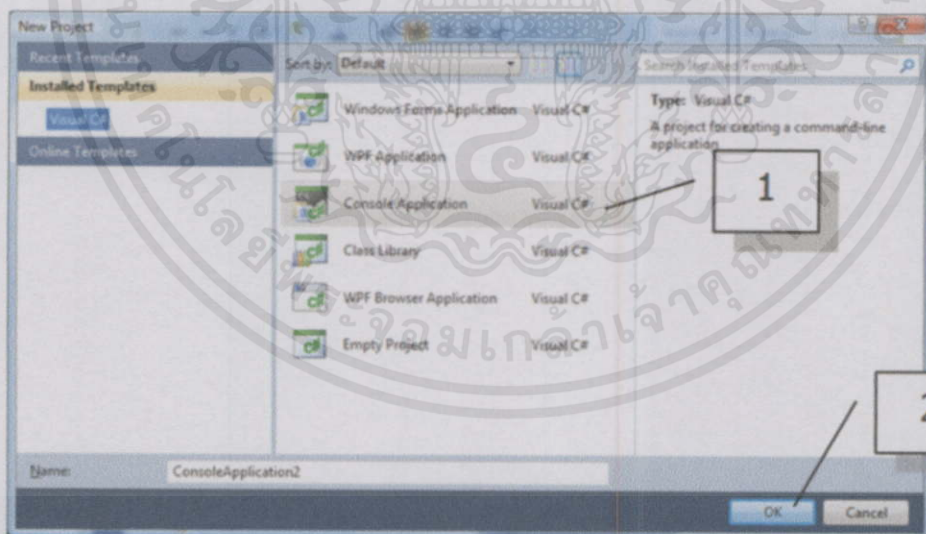 New Project
Recent Templates
Sort by: Default
Search Installed Templates
Installed Templates
Visual C#
Online Templates
Windows Forms Application Visual C#
WPF Application Visual C#
Console Application Visual C#
Class Library Visual C#
WPF Browser Application Visual C#
Empty Project Visual C#
Type: Visual C#
A project for creating a command-line
application
1
2
Name: ConsoleApplication2
OK Cancel